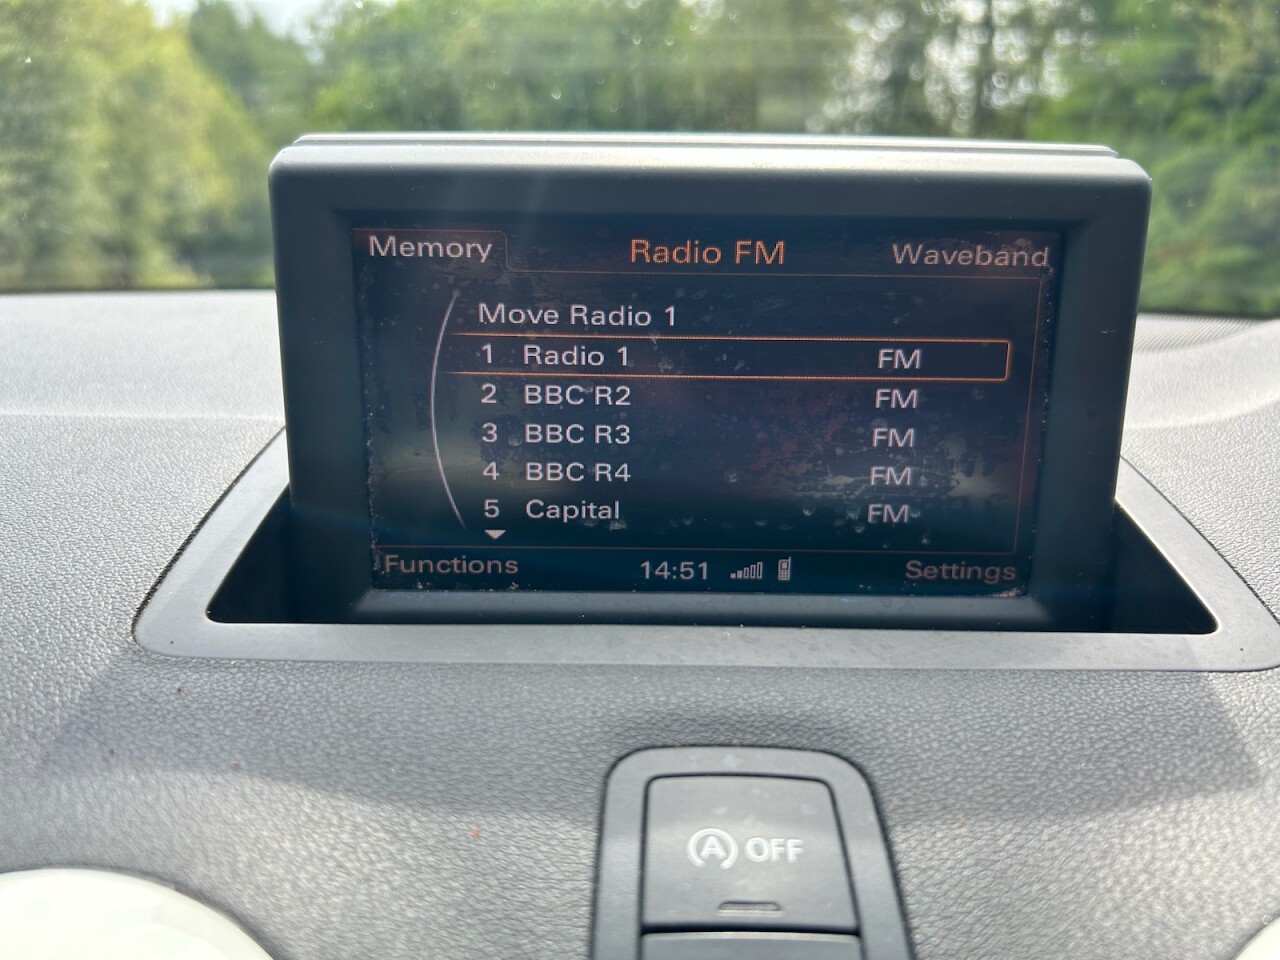 Memory Radio FM Waveband
Move Radio 1
1 Radio 1 FM
2 BBC R2 FM
3 BBC R3 FM
4 BBC R4 FM
5 Capital FM
Functions 14:51 Settings
A OFF